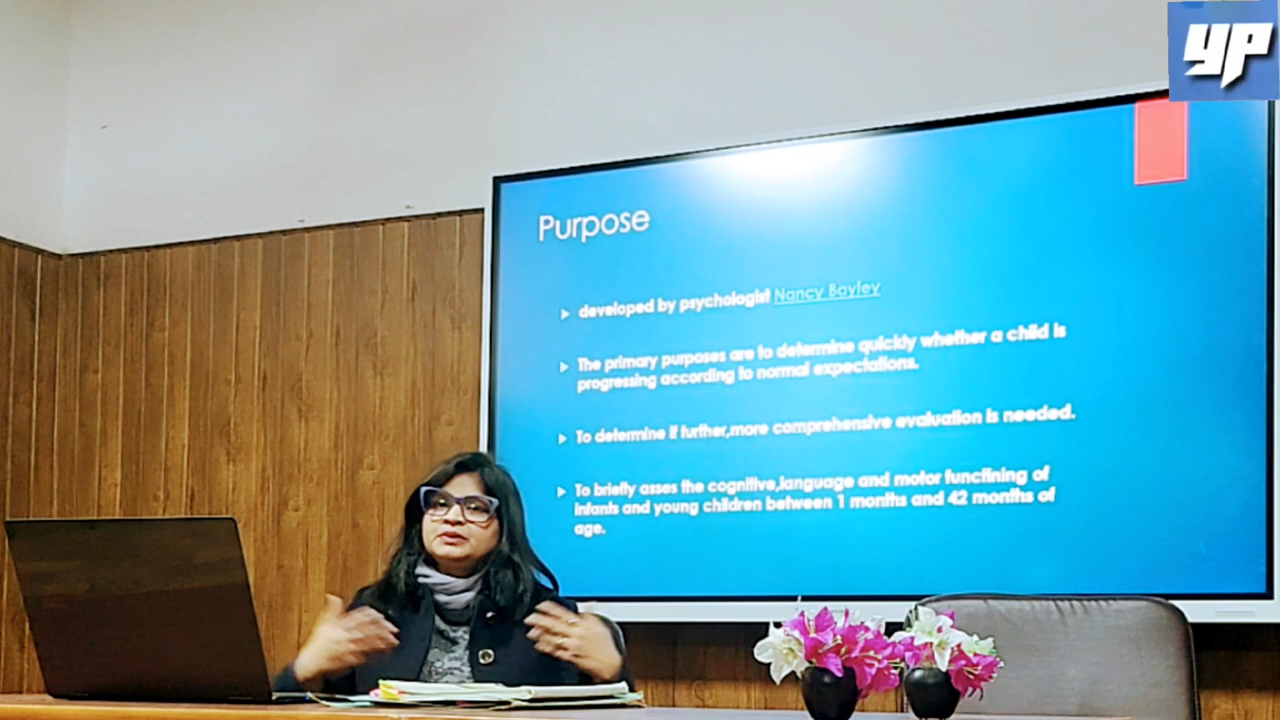 YP
Purpose
developed by psychologist Nancy Bayley
The primary purposes are to determine quickly whether a child is
progressing according to normal expectations.
To determine if further,more comprehensive evaluation is needed.
To briefly asses the cognitive,language and motor functining of
infants and young children between 1 months and 42 months of
age.